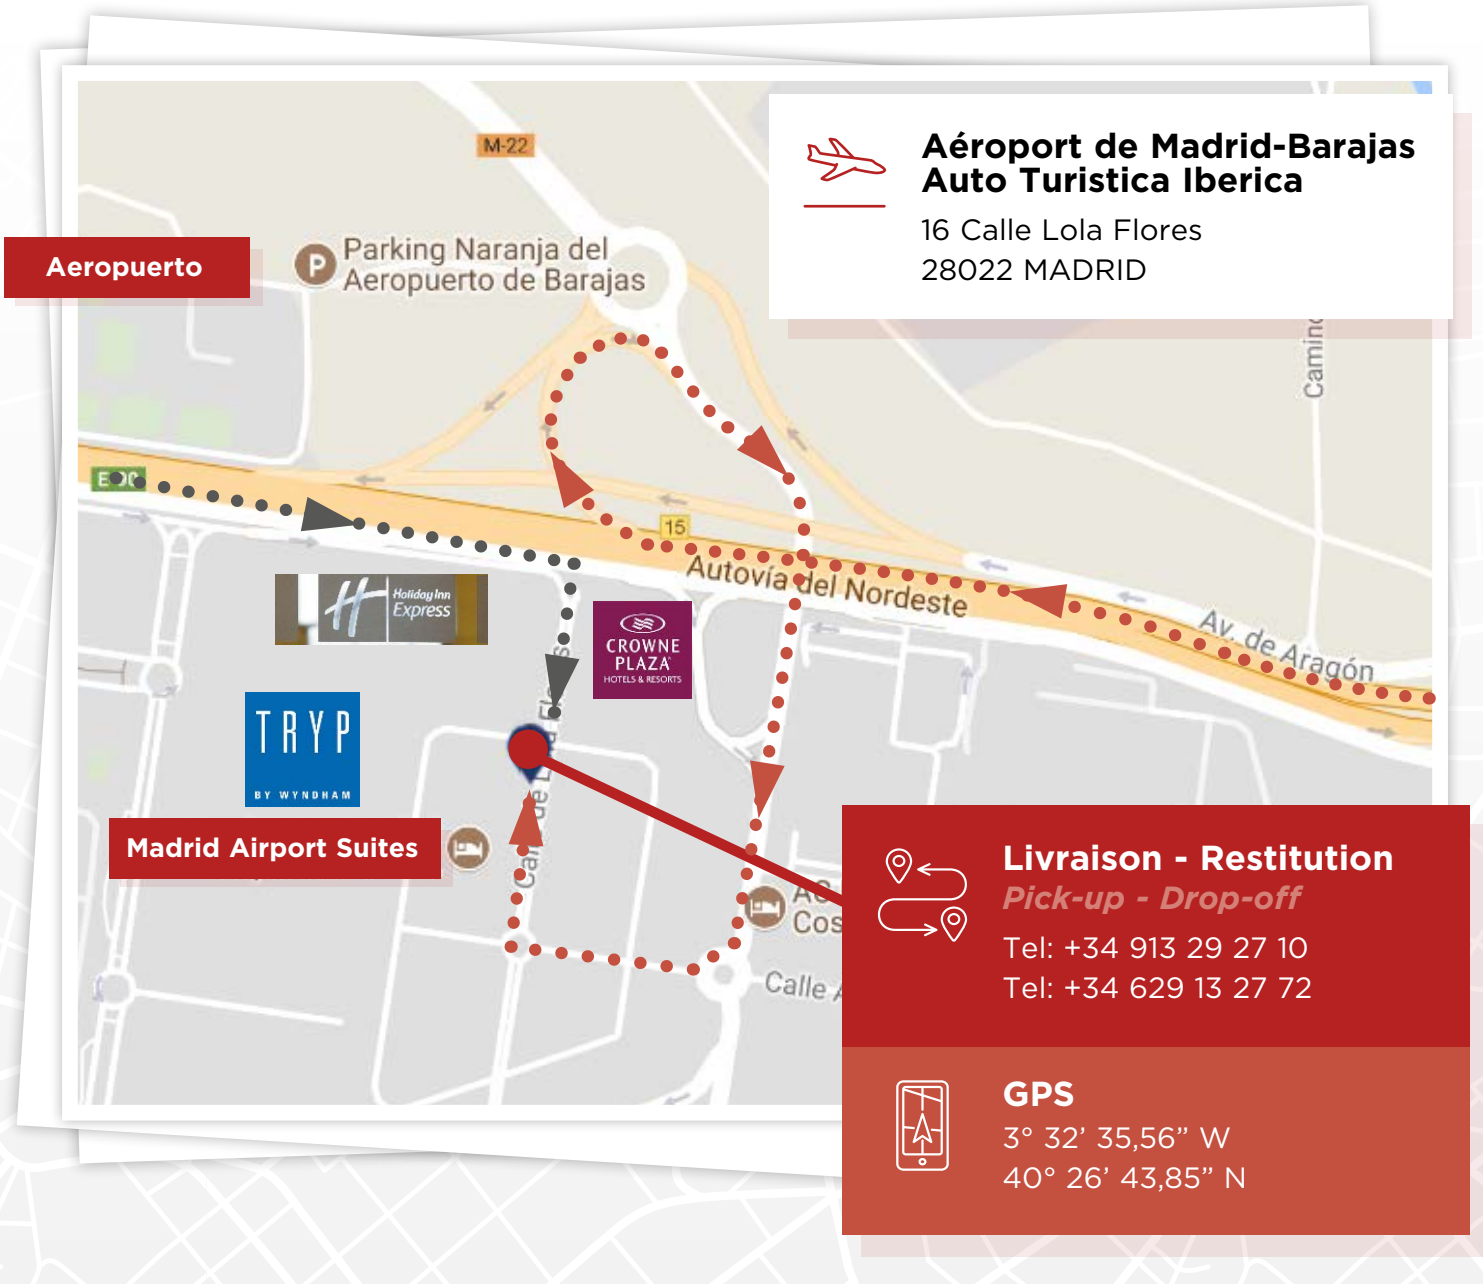 M-22
Aéroport de Madrid-Barajas
Auto Turistica Iberica
16 Calle Lola Flores
28022 MADRID
Aeropuerto
P
Parking Naranja del
Aeropuerto de Barajas
Camino
15
Autovía del Nordeste
Av. de Aragón
Holiday Inn
Express
CROWNE
PLAZA
HOTELS & RESORTS
TRYP
BY WYNDHAM
Madrid Airport Suites
AC
Cos
Calle A
Livraison - Restitution
Pick-up - Drop-off
Tel: +34 913 29 27 10
Tel: +34 629 13 27 72
GPS
3° 32’ 35,56” W
40° 26’ 43,85” N